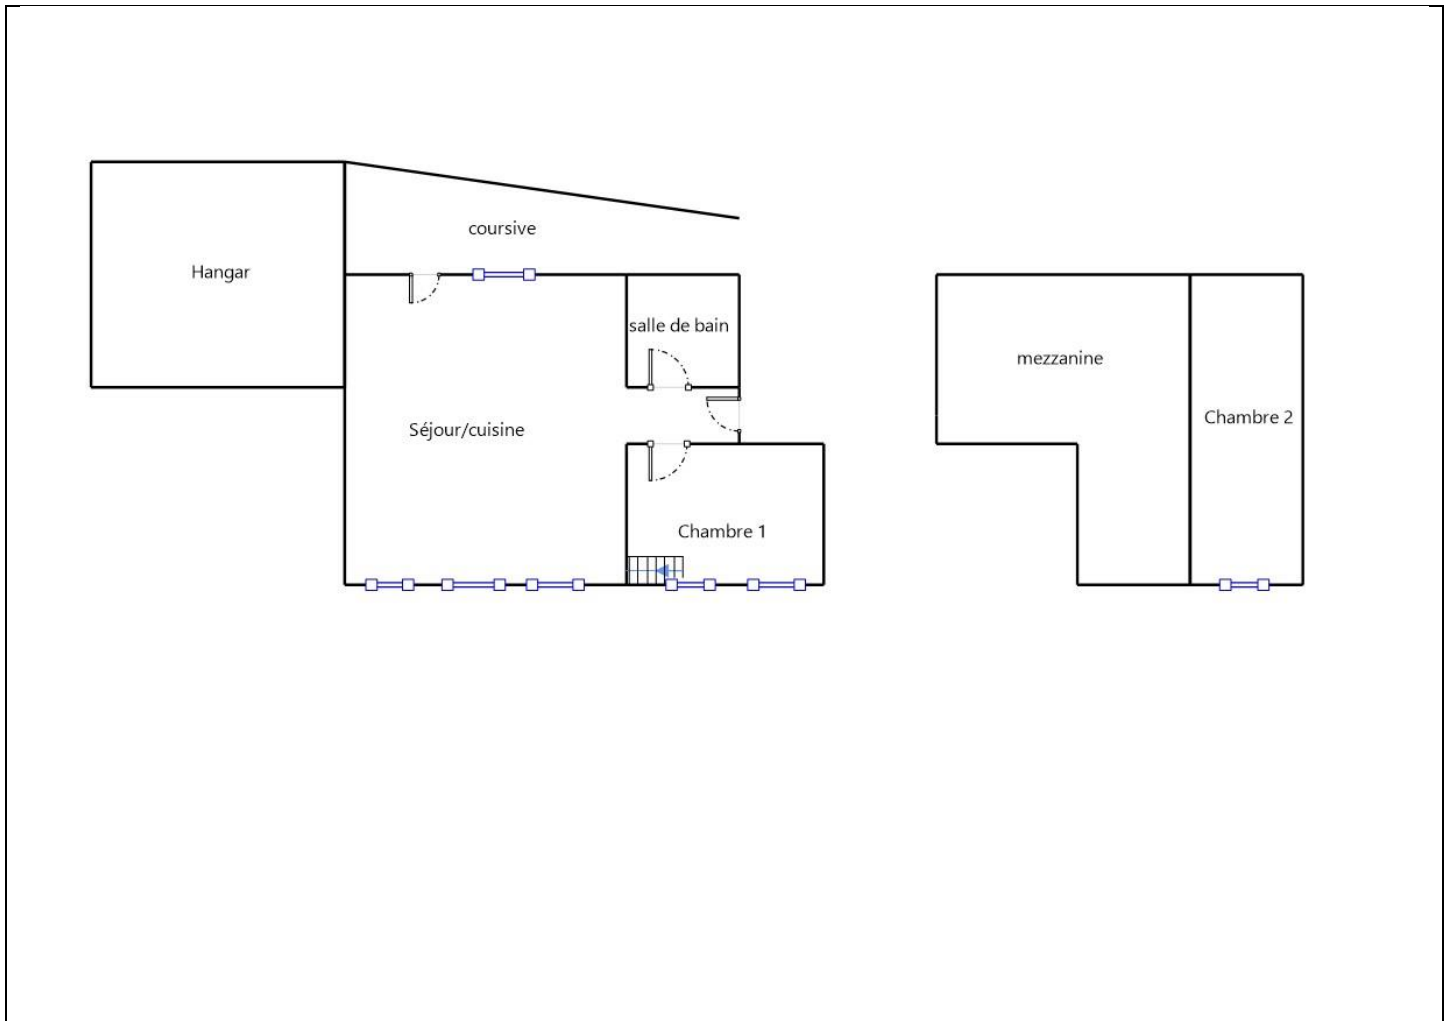 coursive
Hangar
salle de bain
Séjour/cuisine
Chambre 1
mezzanine
Chambre 2